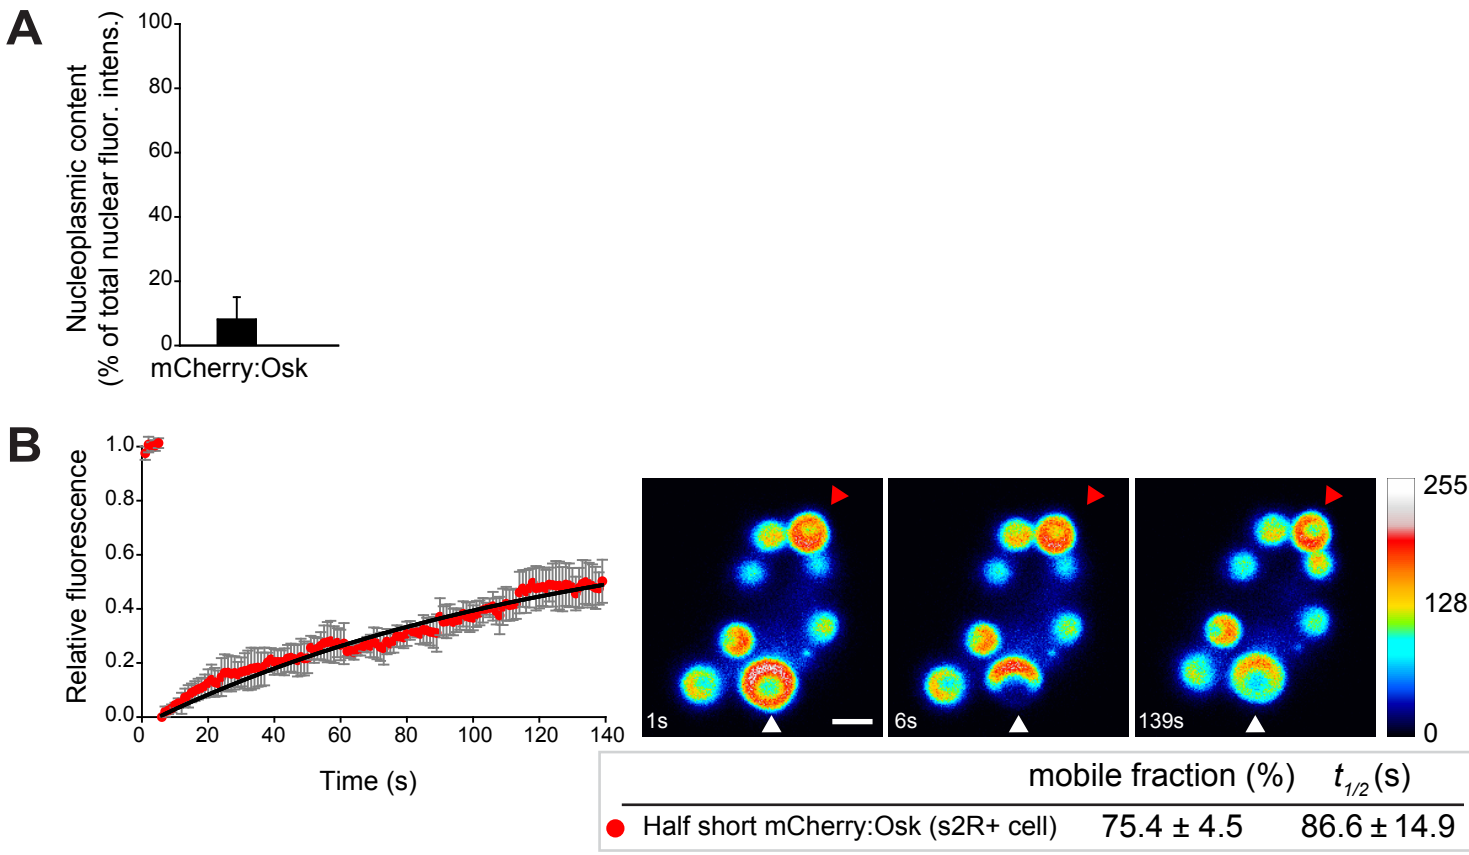 A
Nucleoplasmic content
(% of total nuclear fluor. intens.)
100
80
60
40
20
0
mCherry:Osk
B
Relative fluorescence
1.0
0.8
0.6
0.4
0.2
0.0
0 20 40 60 80 100 120 140
Time (s)
1s
6s
139s
255
128
0
mobile fraction (%) t1/2 (s)
Half short mCherry:Osk (s2R+ cell) 75.4 ± 4.5 86.6 ± 14.9